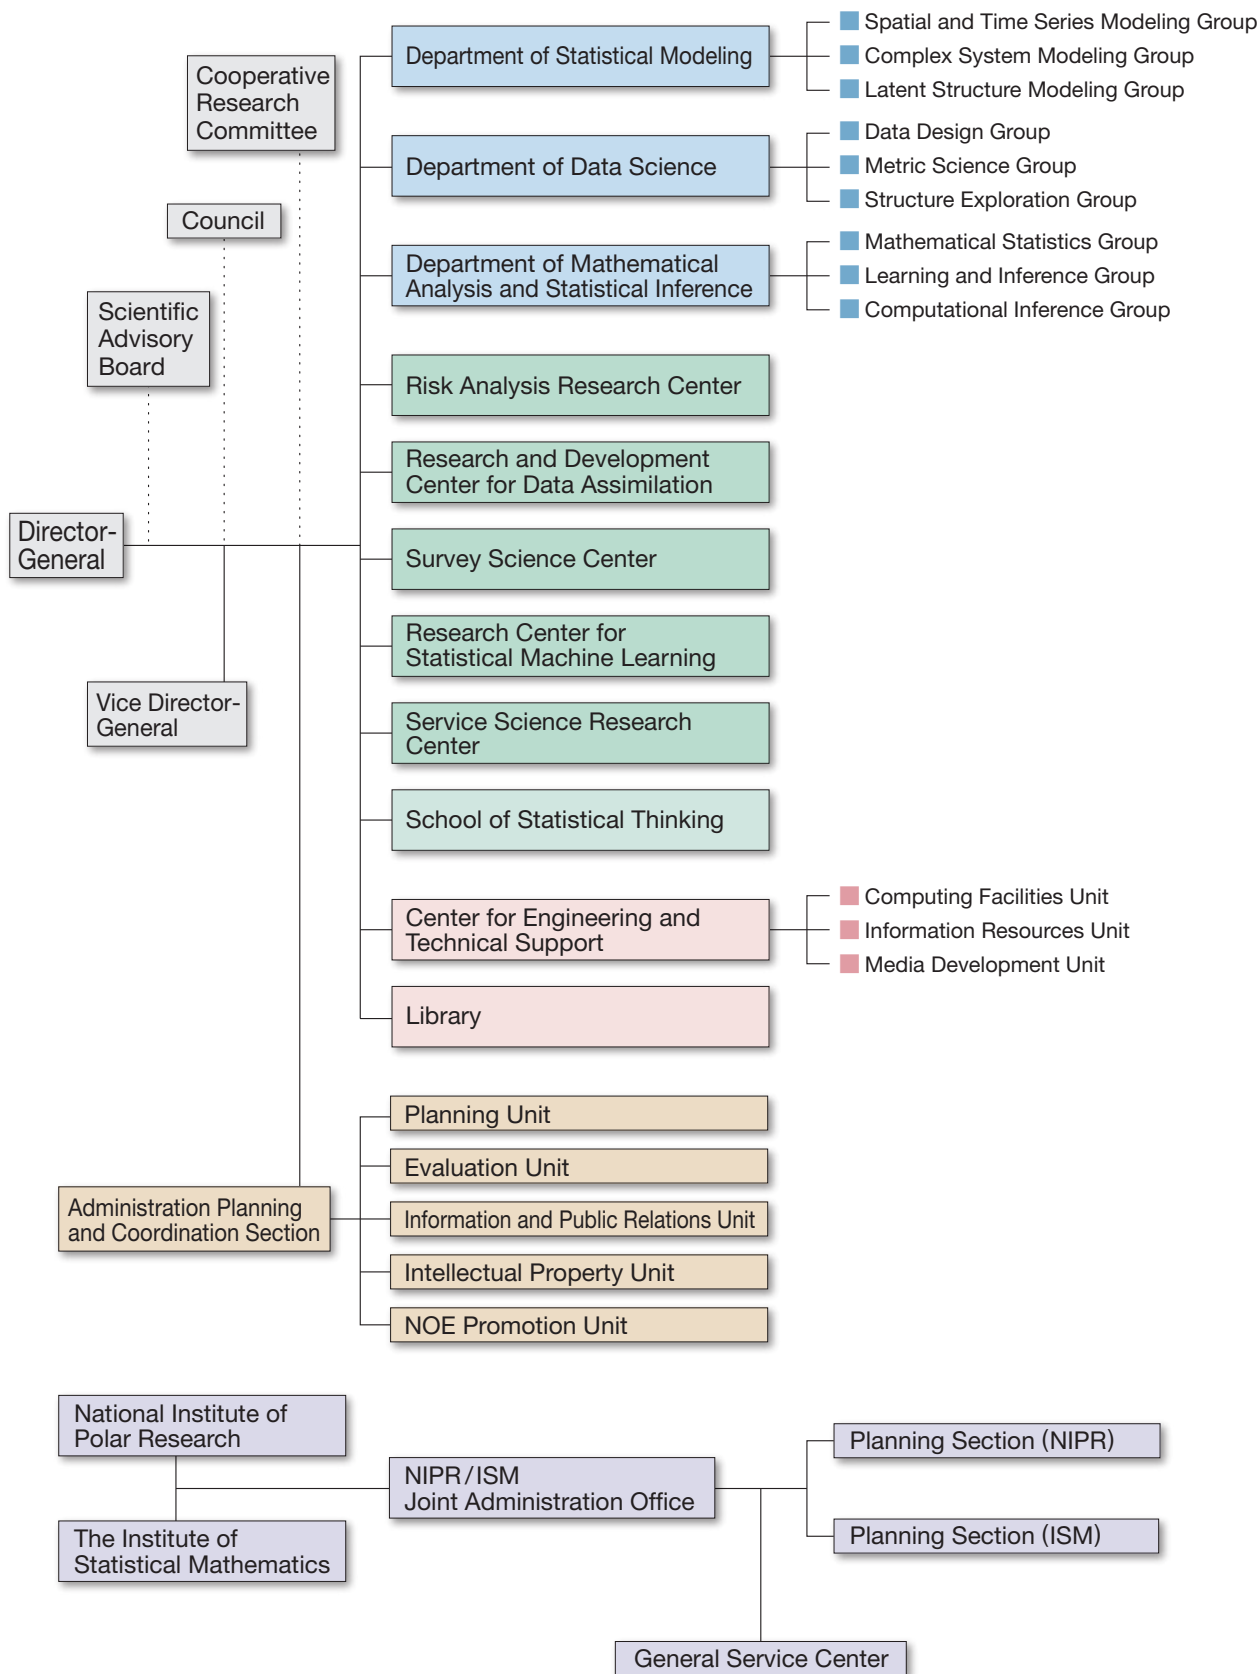 Cooperative
Research
Committee
Council
Scientific
Advisory
Board
Director-
General
Vice Director-
General
Department of Statistical Modeling
Spatial and Time Series Modeling Group
Complex System Modeling Group
Latent Structure Modeling Group
Department of Data Science
Data Design Group
Metric Science Group
Structure Exploration Group
Department of Mathematical
Analysis and Statistical Inference
Mathematical Statistics Group
Learning and Inference Group
Computational Inference Group
Risk Analysis Research Center
Research and Development
Center for Data Assimilation
Survey Science Center
Research Center for
Statistical Machine Learning
Service Science Research
Center
School of Statistical Thinking
Center for Engineering and
Technical Support
Computing Facilities Unit
Information Resources Unit
Media Development Unit
Library
Administration Planning
and Coordination Section
Planning Unit
Evaluation Unit
Information and Public Relations Unit
Intellectual Property Unit
NOE Promotion Unit
National Institute of
Polar Research
The Institute of
Statistical Mathematics
NIPR/ISM
Joint Administration Office
Planning Section (NIPR)
Planning Section (ISM)
General Service Center